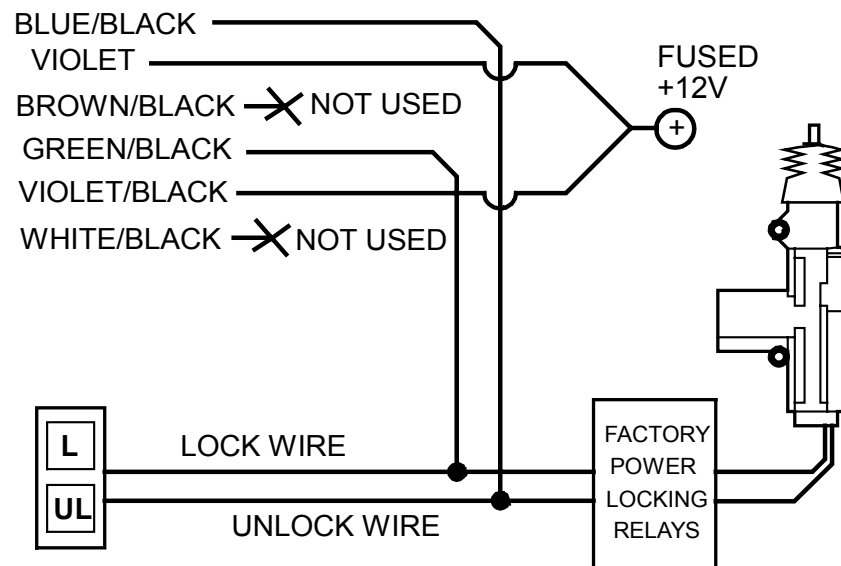 BLUE/BLACK
VIOLET
BROWN/BLACK NOT USED
GREEN/BLACK
VIOLET/BLACK
WHITE/BLACK NOT USED
FUSED
+12V
+
L
UL
LOCK WIRE
UNLOCK WIRE
FACTORY
POWER
LOCKING
RELAYS